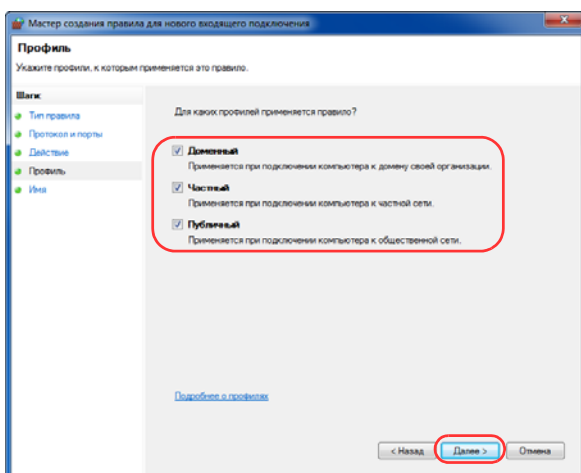 Мастер создания правила для нового входящего подключения
Профиль
Укажите профили, к которым применяется это правило.
Шаги:
Тип правила
Протокол и порты
Действие
Профиль
Имя
Для каких профилей применяется правило?
Доменный
Применяется при подключении компьютера к домену своей организации.
Частный
Применяется при подключении компьютера к частной сети.
Публичный
Применяется при подключении компьютера к общественной сети.
Подробнее о профилях
< Назад
Далее >
Отмена